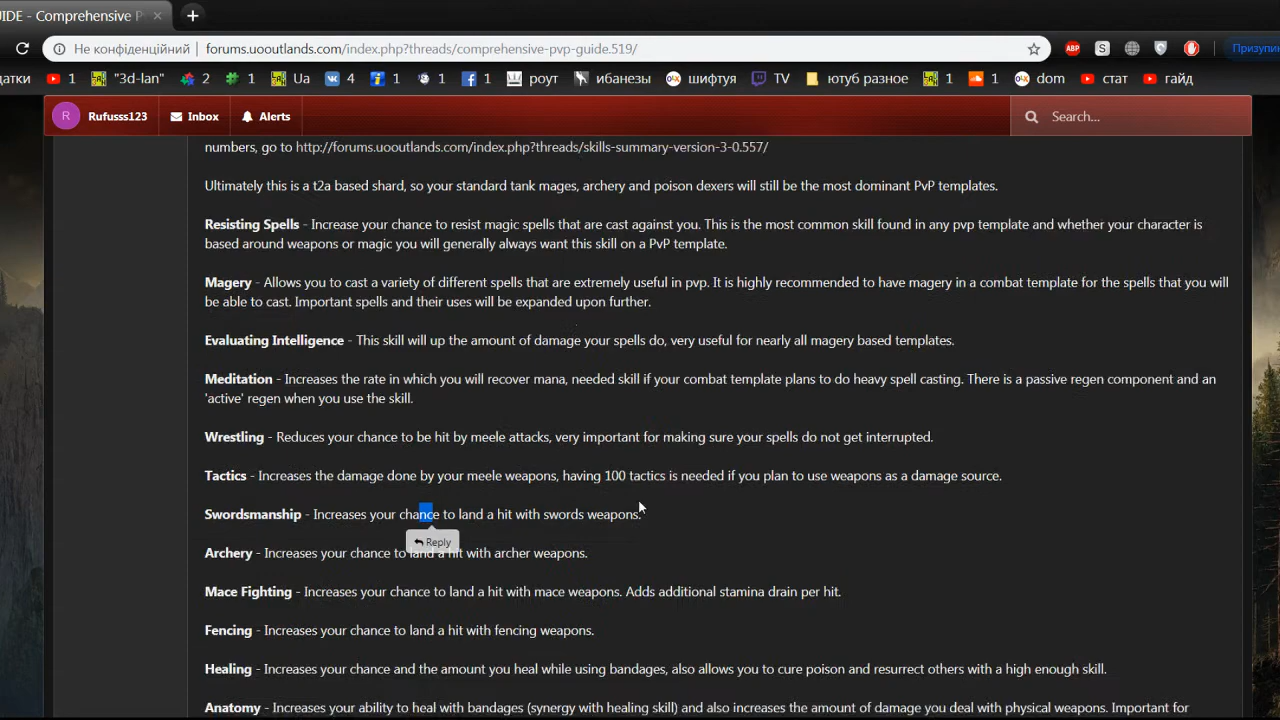 UIDE - Comprehensive P
Не конфіденційний forums.uooutlands.com/index.php?threads/comprehensive-pvp-guide.519/ ABP S Призупин
датки 1 "3d-lan" 2 1 Ua 4 1 1 1 роут ибанезы шифтуя TV ютуб разное 1 1 dom стат гайд
R Rufusss123 Inbox Alerts Search...
numbers, go to http://forums.uooutlands.com/index.php?threads/skills-summary-version-3-0.557/
Ultimately this is a t2a based shard, so your standard tank mages, archery and poison dexers will still be the most dominant PvP templates.
Resisting Spells - Increase your chance to resist magic spells that are cast against you. This is the most common skill found in any pvp template and whether your character is
based around weapons or magic you will generally always want this skill on a PvP template.
Magery - Allows you to cast a variety of different spells that are extremely useful in pvp. It is highly recommended to have magery in a combat template for the spells that you will
be able to cast. Important spells and their uses will be expanded upon further.
Evaluating Intelligence - This skill will up the amount of damage your spells do, very useful for nearly all magery based templates.
Meditation - Increases the rate in which you will recover mana, needed skill if your combat template plans to do heavy spell casting. There is a passive regen component and an
'active' regen when you use the skill.
Wrestling - Reduces your chance to be hit by meele attacks, very important for making sure your spells do not get interrupted.
Tactics - Increases the damage done by your meele weapons, having 100 tactics is needed if you plan to use weapons as a damage source.
Swordsmanship - Increases your chance to land a hit with swords weapons.
Reply
Archery - Increases your chance to land a hit with archer weapons.
Mace Fighting - Increases your chance to land a hit with mace weapons. Adds additional stamina drain per hit.
Fencing - Increases your chance to land a hit with fencing weapons.
Healing - Increases your chance and the amount you heal while using bandages, also allows you to cure poison and resurrect others with a high enough skill.
Anatomy - Increases your ability to heal with bandages (synergy with healing skill) and also increases the amount of damage you deal with physical weapons. Important for